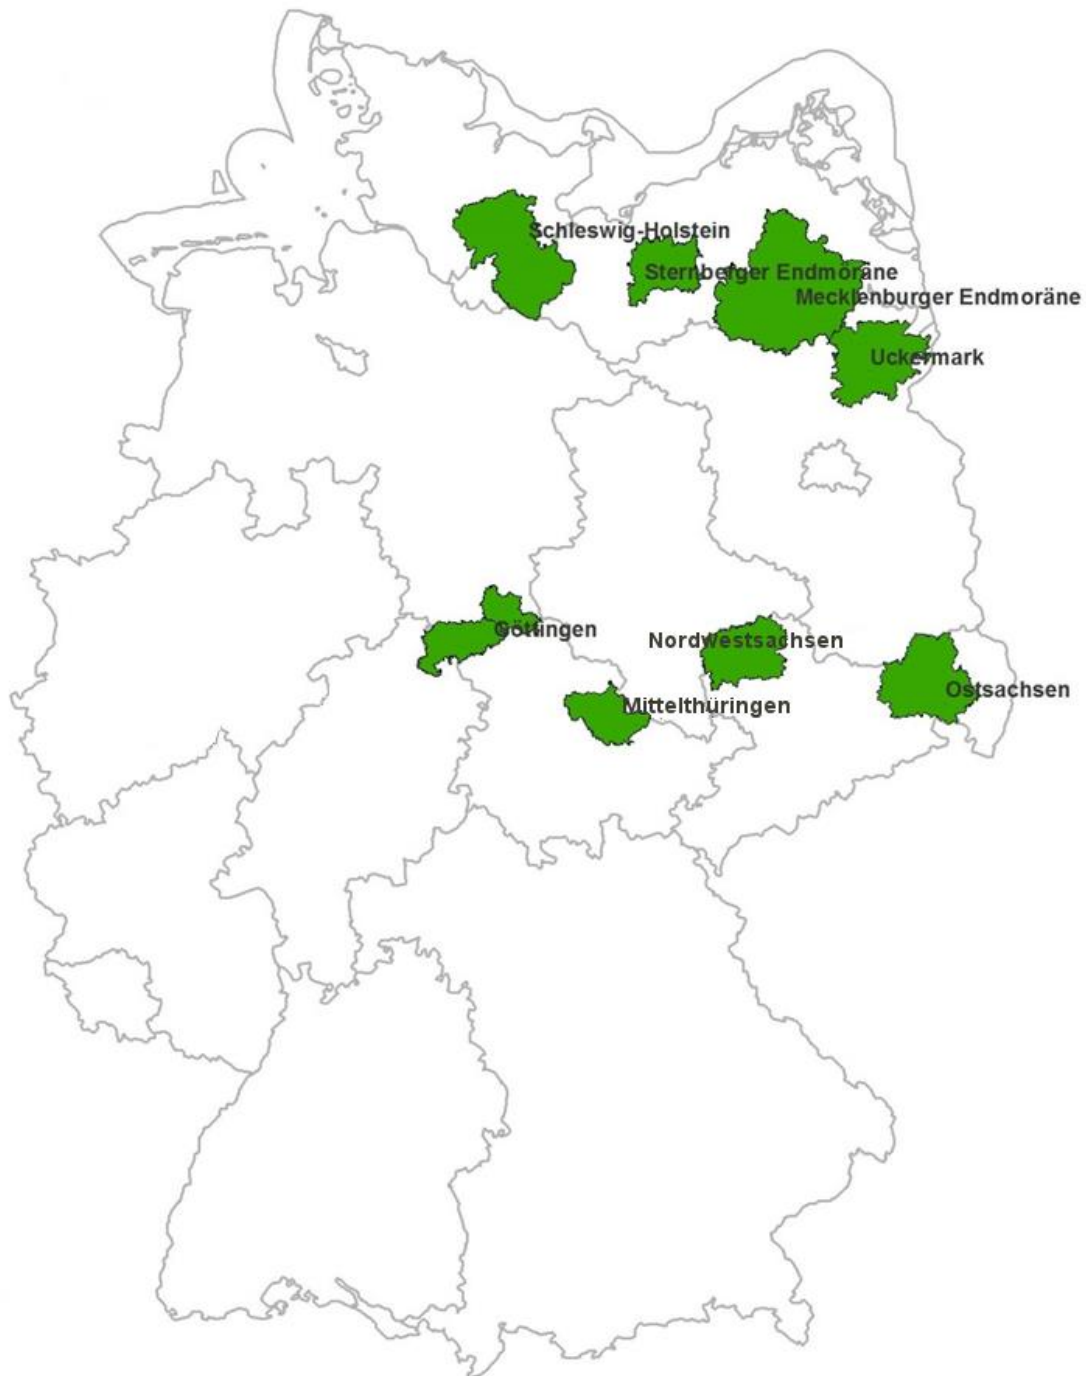 Schleswig-Holstein
Sternberger Endmoräne
Mecklenburger Endmoräne
Uckermark
Göttingen
Nordwestsachsen
Ostsachsen
Mittelthüringen